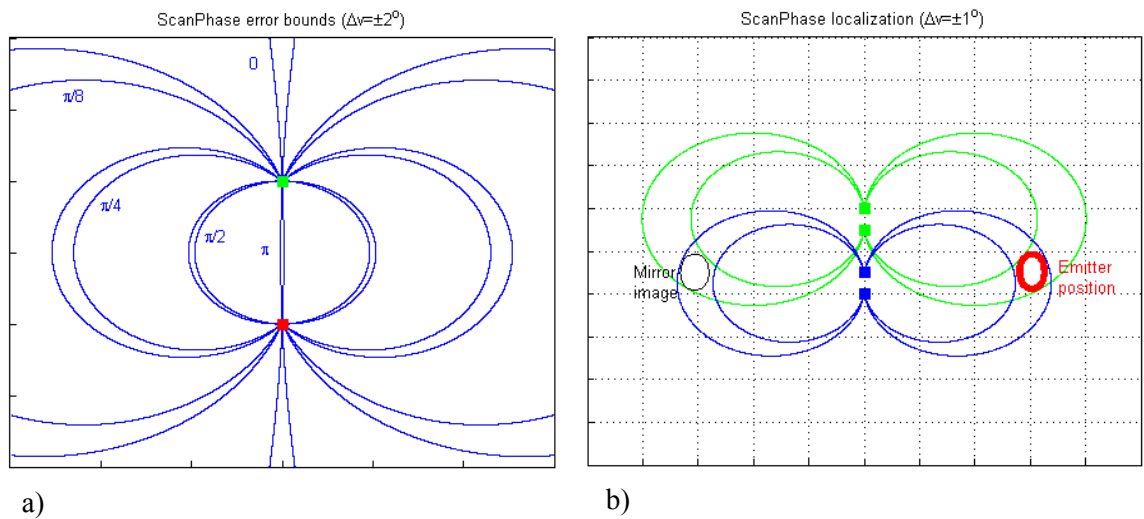 ScanPhase error bounds (Δv=±2°)
0
π/8
π/4
π/2
π
a)
ScanPhase localization (Δv=±1°)
Mirror
image
Emitter
position
b)